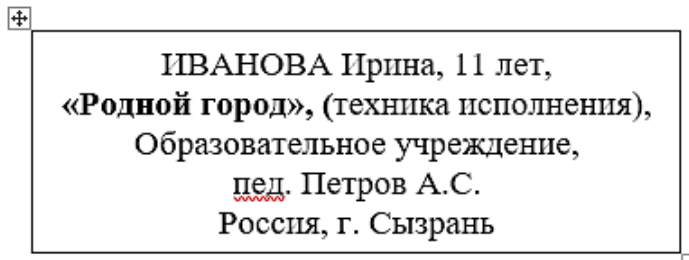 ИВАНОВА Ирина, 11 лет,
«Родной город», (техника исполнения),
Образовательное учреждение,
пед. Петров А.С.
Россия, г. Сызрань